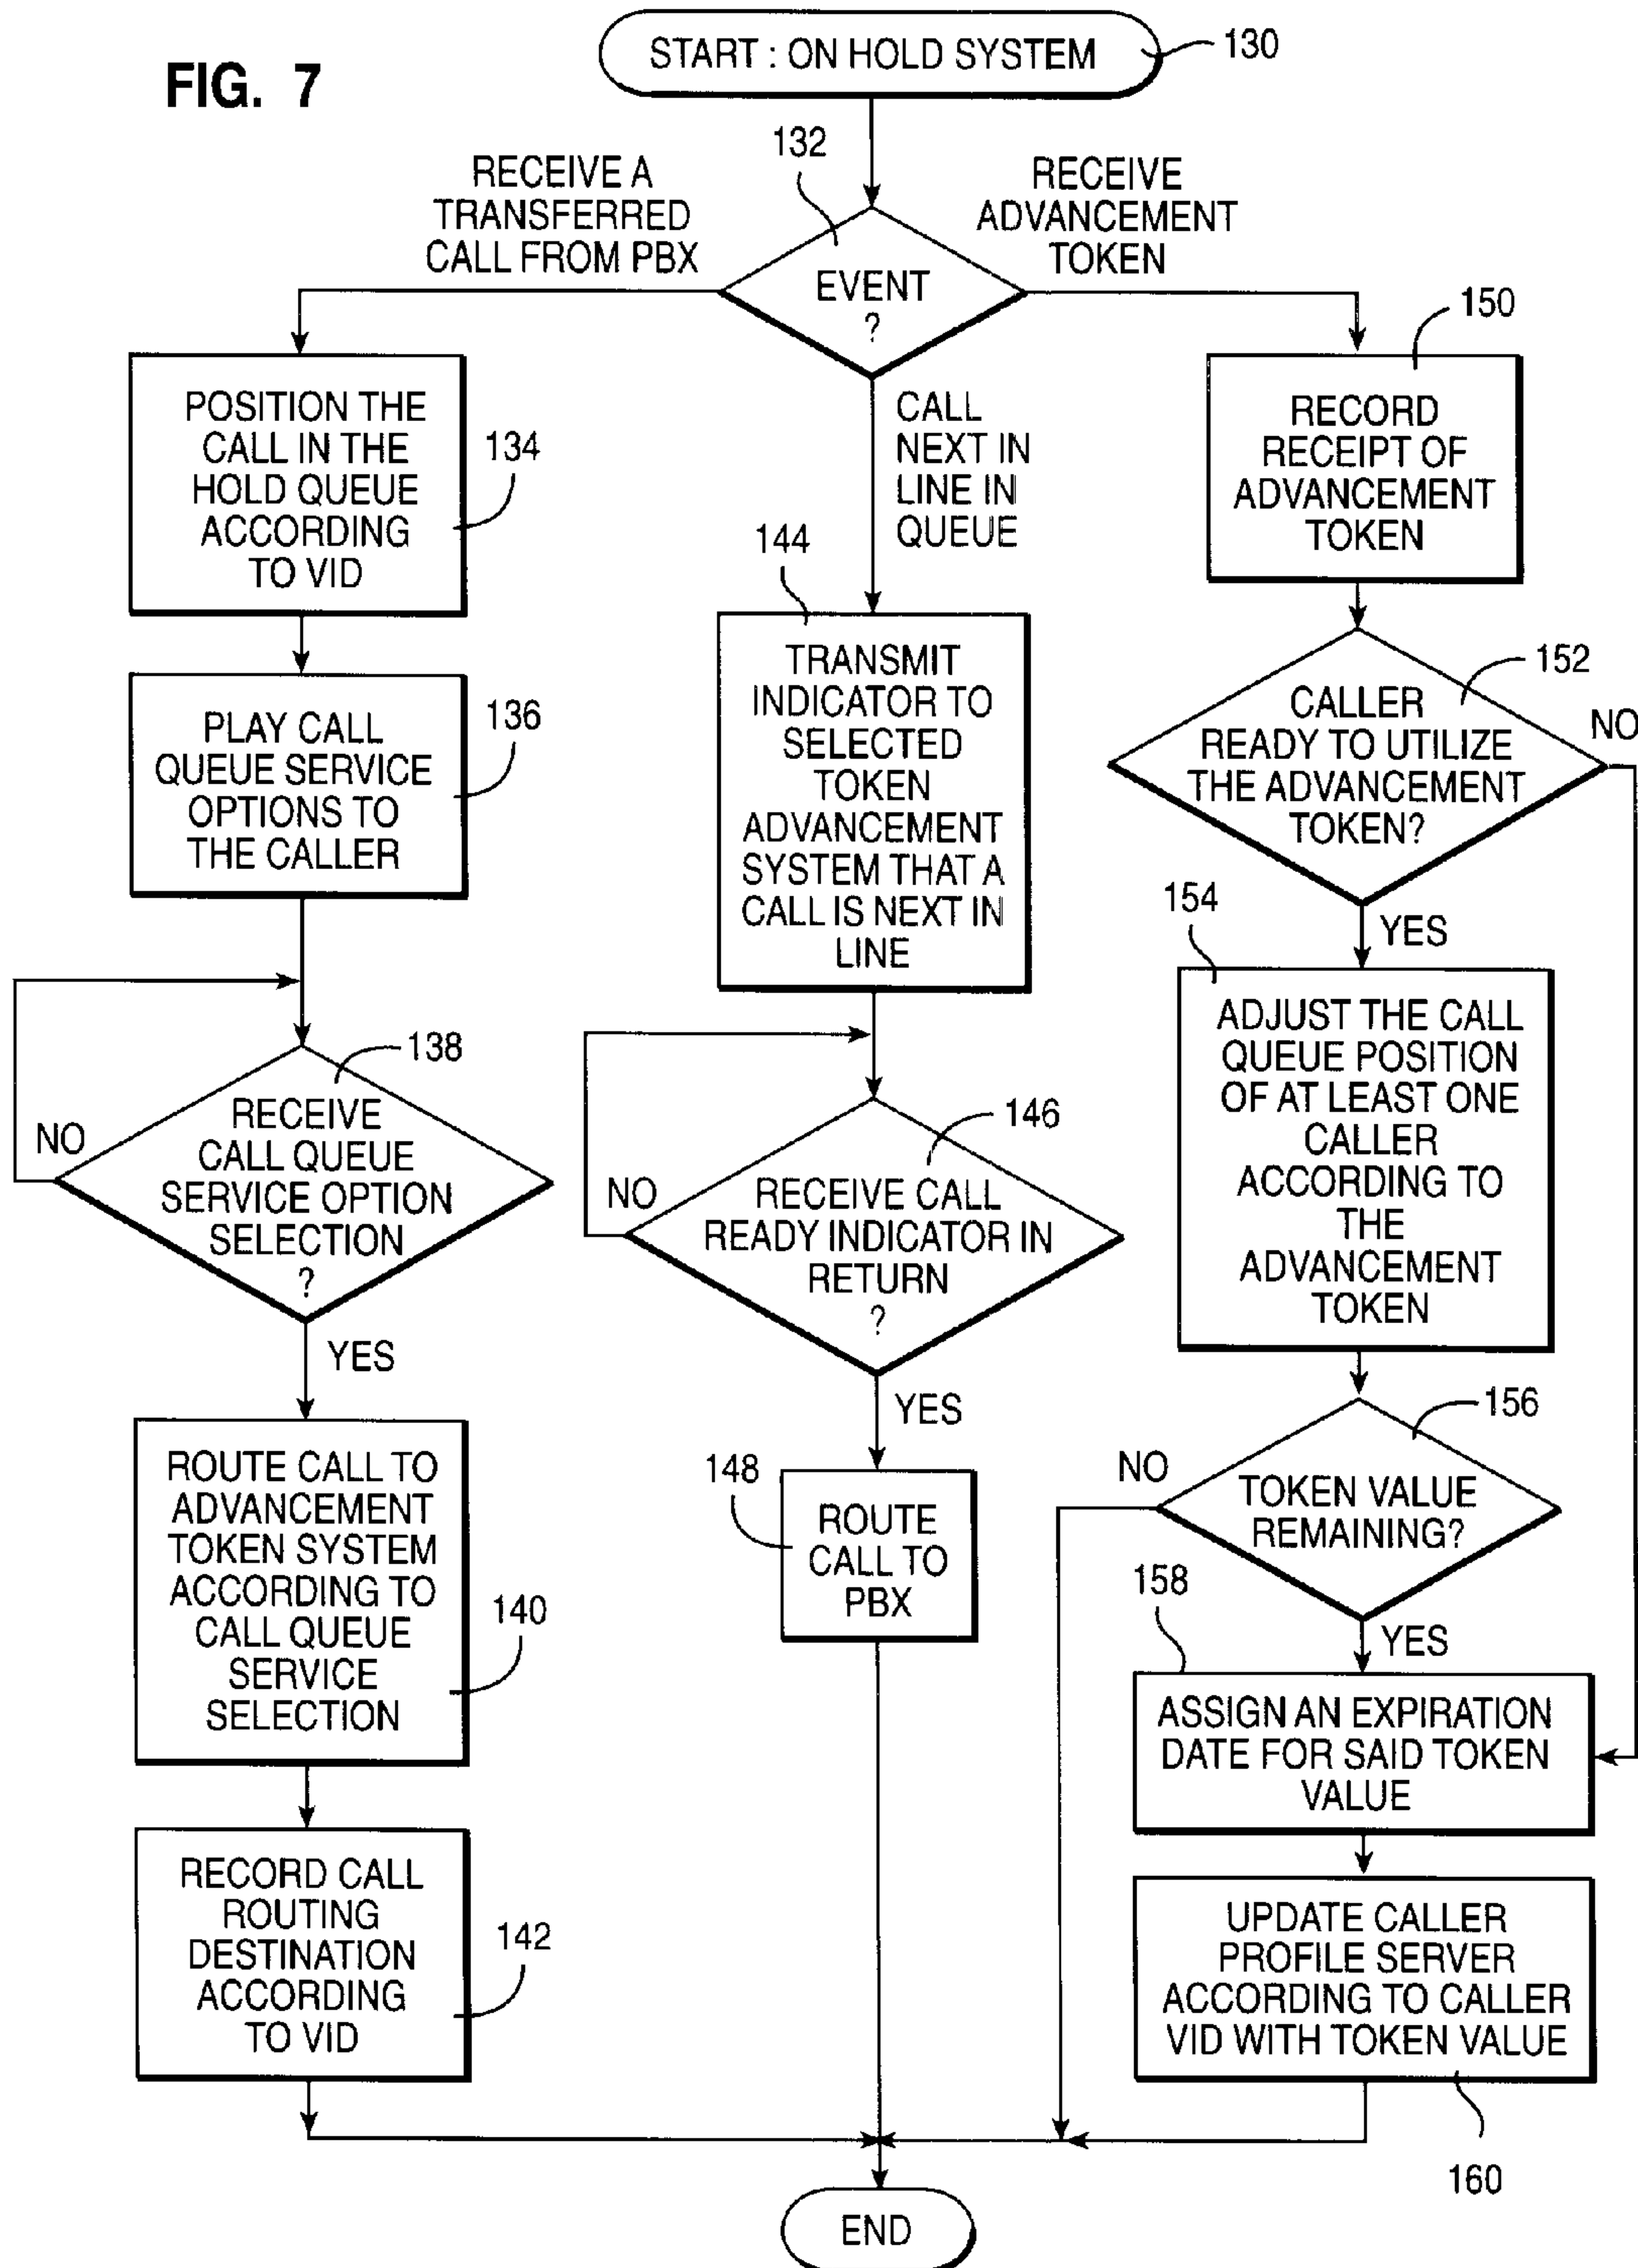 FIG. 7
START : ON HOLD SYSTEM
130
132
RECEIVE A
TRANSFERRED
CALL FROM PBX
RECEIVE
ADVANCEMENT
TOKEN
EVENT
?
POSITION THE
CALL IN THE
HOLD QUEUE
ACCORDING
TO VID
134
PLAY CALL
QUEUE SERVICE
OPTIONS TO
THE CALLER
136
138
RECEIVE
CALL QUEUE
SERVICE OPTION
SELECTION
?
NO
YES
ROUTE CALL TO
ADVANCEMENT
TOKEN SYSTEM
ACCORDING TO
CALL QUEUE
SERVICE
SELECTION
140
RECORD CALL
ROUTING
DESTINATION
ACCORDING
TO VID
142
CALL
NEXT IN
LINE IN
QUEUE
144
TRANSMIT
INDICATOR TO
SELECTED
TOKEN
ADVANCEMENT
SYSTEM THAT A
CALL IS NEXT IN
LINE
146
RECEIVE CALL
READY INDICATOR IN
RETURN
?
NO
YES
148
ROUTE
CALL TO
PBX
150
RECORD
RECEIPT OF
ADVANCEMENT
TOKEN
152
CALLER
READY TO UTILIZE
THE ADVANCEMENT
TOKEN?
NO
YES
154
ADJUST THE CALL
QUEUE POSITION
OF AT LEAST ONE
CALLER
ACCORDING TO
THE
ADVANCEMENT
TOKEN
156
TOKEN VALUE
REMAINING?
NO
YES
158
ASSIGN AN EXPIRATION
DATE FOR SAID TOKEN
VALUE
UPDATE CALLER
PROFILE SERVER
ACCORDING TO CALLER
VID WITH TOKEN VALUE
160
END